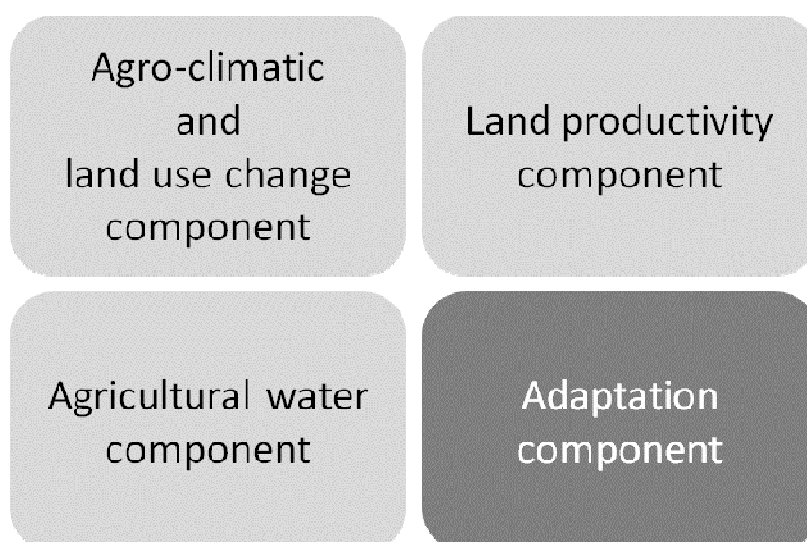 Agro-climatic
and
land use change
component
Land productivity
component
Agricultural water
component
Adaptation
component